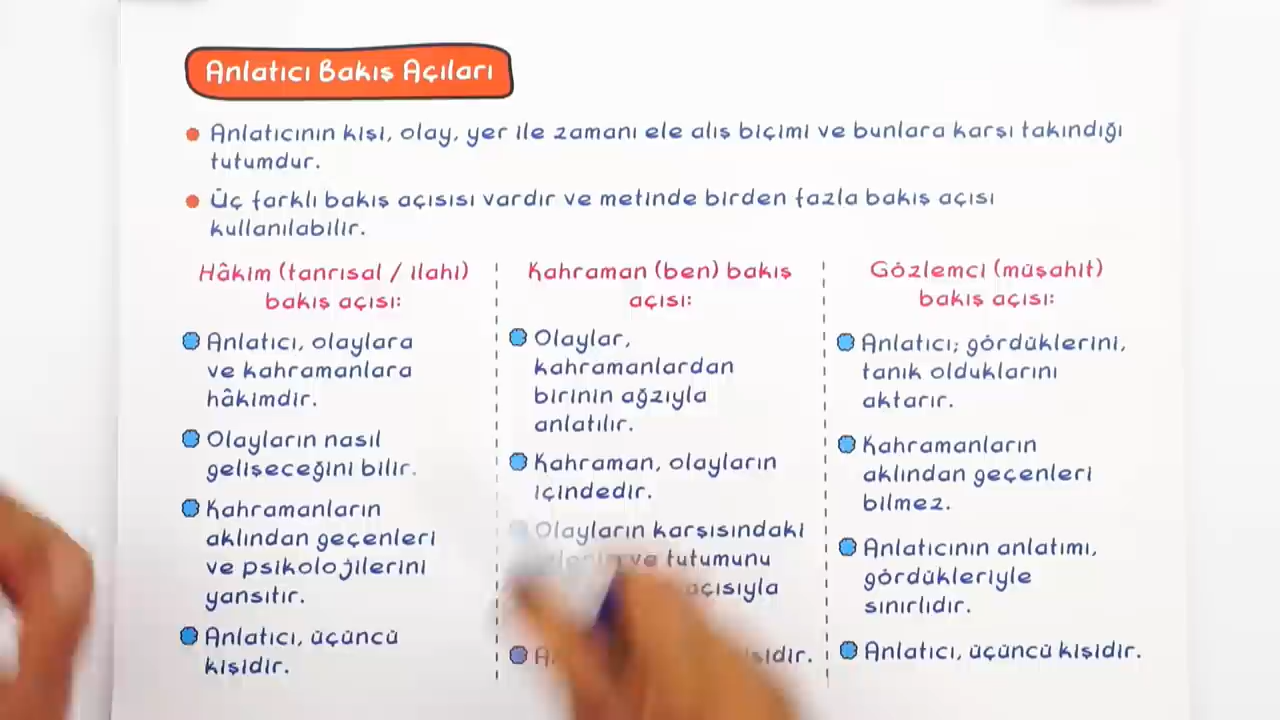 Anlatıcı Bakış Açıları
Anlatıcının kişi, olay, yer ile zamanı ele alış biçimi ve bunlara karşı takındığı
tutumdur.
Üç farklı bakış açısısı vardır ve metinde birden fazla bakış açısı
kullanılabilir.
Hâkim (tanrısal / ilahi)
bakış açısı:
Anlatıcı, olaylara
ve kahramanlara
hâkimdir.
Olayların nasıl
gelişeceğini bilir.
Kahramanların
aklından geçenleri
ve psikolojilerini
yansıtır.
Anlatıcı, üçüncü
kişidir.
Kahraman (ben) bakış
açısı:
Olaylar,
kahramanlardan
birinin ağzıyla
anlatılır.
Kahraman, olayların
içindedir.
Olayların karşısındaki
ve tutumunu
açısıyla
Gözlemci (müşahit)
bakış açısı:
Anlatıcı; gördüklerini,
tanık olduklarını
aktarır.
Kahramanların
aklından geçenleri
bilmez.
Anlatıcının anlatımı,
gördükleriyle
sınırlıdır.
Anlatıcı, üçüncü kişidir.